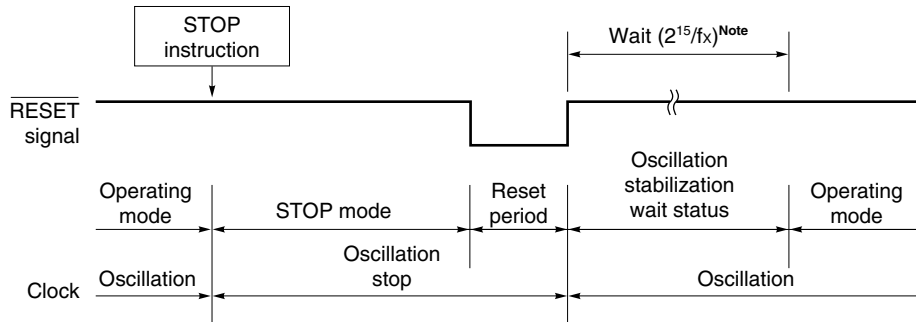 STOP
instruction
Wait (2¹⁵/fx)ᴺᵒᵗᵉ
RESET
signal
Operating
mode
STOP mode
Reset
period
Oscillation
stabilization
wait status
Operating
mode
Clock
Oscillation
Oscillation
stop
Oscillation